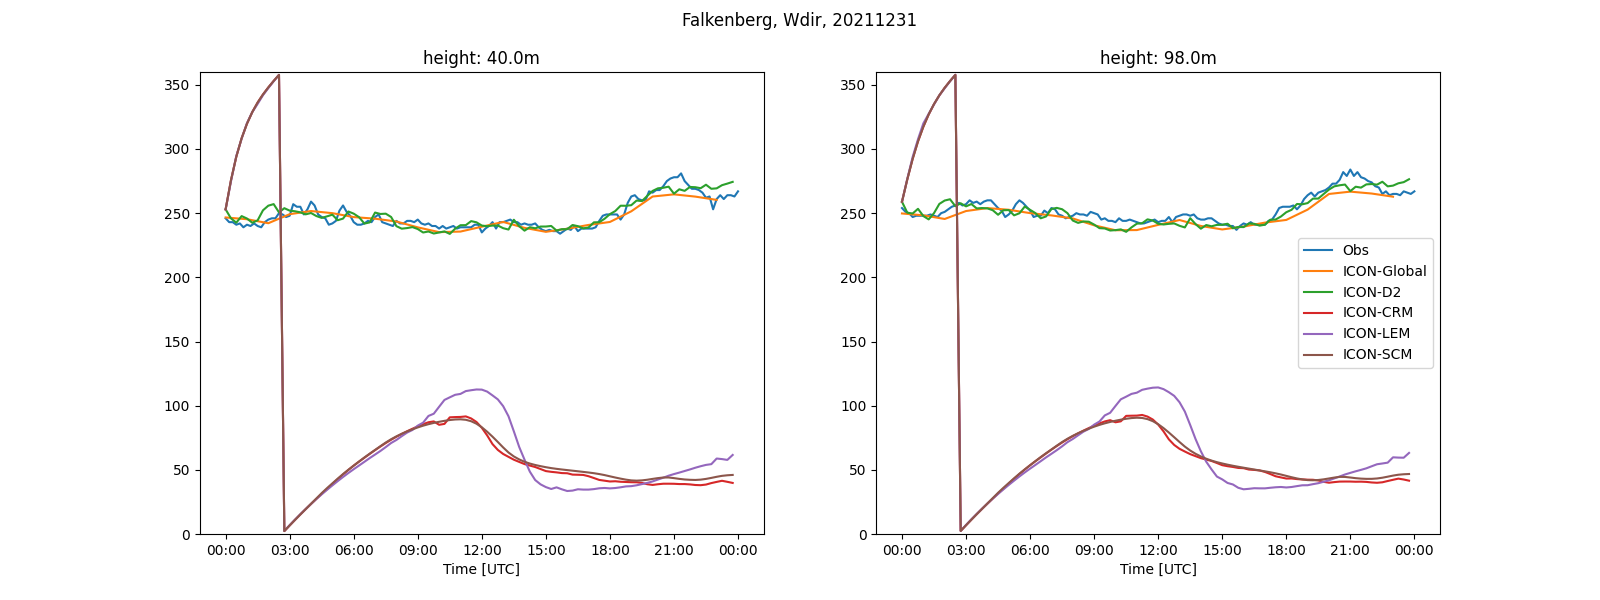 Falkenberg, Wdir, 20211231
height: 40.0m
350
300
250
200
150
100
50
0
00:00 03:00 06:00 09:00 12:00 15:00 18:00 21:00 00:00
Time [UTC]
height: 98.0m
350
300
250
200
150
100
50
0
Obs
ICON-Global
ICON-D2
ICON-CRM
ICON-LEM
ICON-SCM
00:00 03:00 06:00 09:00 12:00 15:00 18:00 21:00 00:00
Time [UTC]